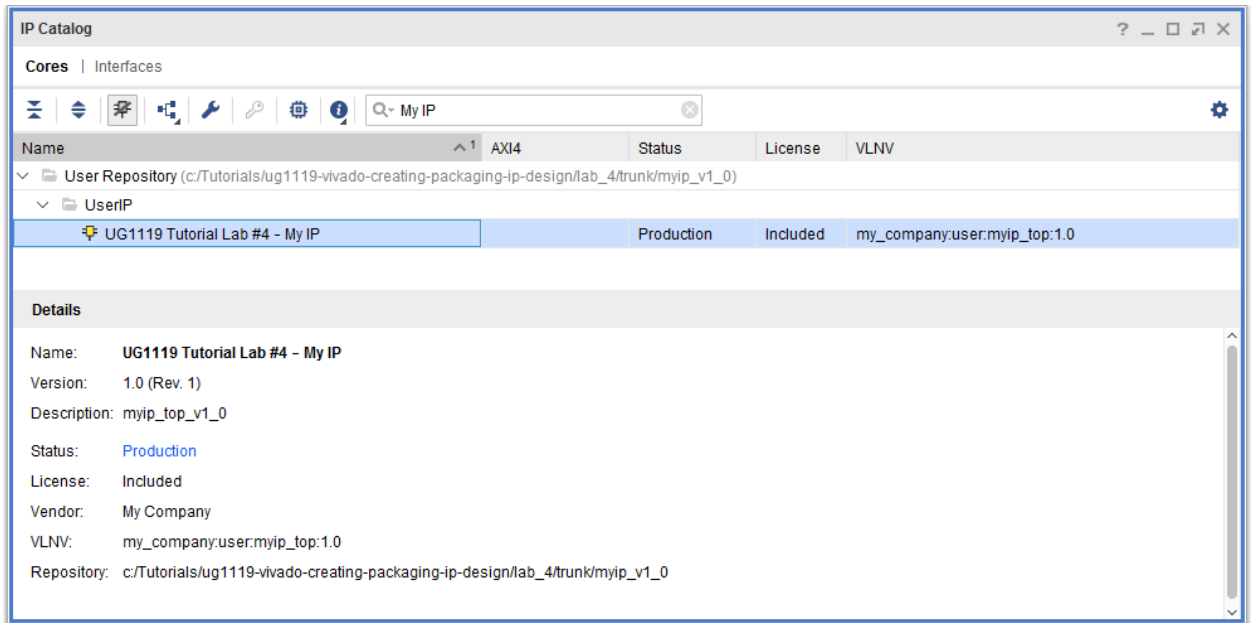 IP Catalog ?
Cores | Interfaces
My IP
Name 1 AXI4 Status License VLNV
User Repository (c:/Tutorials/ug1119-vivado-creating-packaging-ip-design/lab_4/trunk/myip_v1_0)
UserIP
UG1119 Tutorial Lab #4 - My IP Production Included my_company:user:myip_top:1.0
Details
Name: UG1119 Tutorial Lab #4 - My IP
Version: 1.0 (Rev. 1)
Description: myip_top_v1_0
Status: Production
License: Included
Vendor: My Company
VLNV: my_company:user:myip_top:1.0
Repository: c:/Tutorials/ug1119-vivado-creating-packaging-ip-design/lab_4/trunk/myip_v1_0